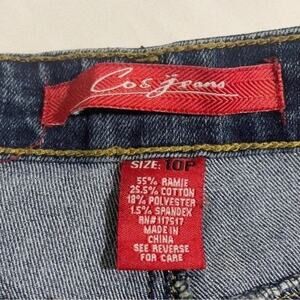 Co&Jeans
SIZE: 10P
55% RAMIE
25.5% COTTON
18% POLYESTER
1.5% SPANDEX
RN#117517
MADE IN
CHINA
SEE REVERSE
FOR CARE